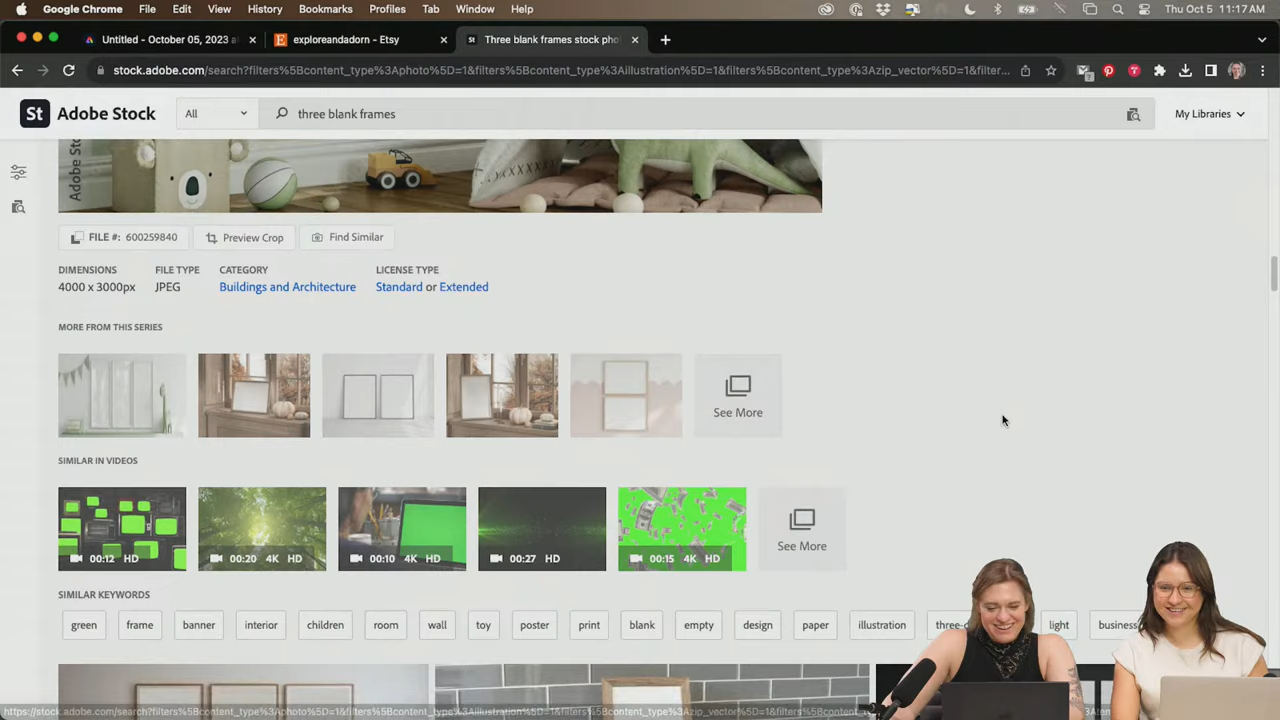 Google Chrome File Edit View History Bookmarks Profiles Tab Window Help Thu Oct 5 11:17 AM
Untitled - October 05, 2023 a exploreandadorn - Etsy Three blank frames stock pho
stock.adobe.com/search?filters%5Bcontent_type%3Aphoto%5D=1&filters%5Bcontent_type%3Aillustration%5D=1&filters%5Bcontent_type%3Azip_vector%5D=1&filter...
St Adobe Stock All three blank frames My Libraries
Adobe Stoc
FILE #: 600259840 Preview Crop Find Similar
DIMENSIONS FILE TYPE CATEGORY LICENSE TYPE
4000 x 3000px JPEG Buildings and Architecture Standard or Extended
MORE FROM THIS SERIES
See More
SIMILAR IN VIDEOS
See More
00:12 HD 00:20 4K HD 00:10 4K HD 00:27 HD 00:15 4K HD
SIMILAR KEYWORDS
green frame banner interior children room wall toy poster print blank empty design paper illustration three-d light business